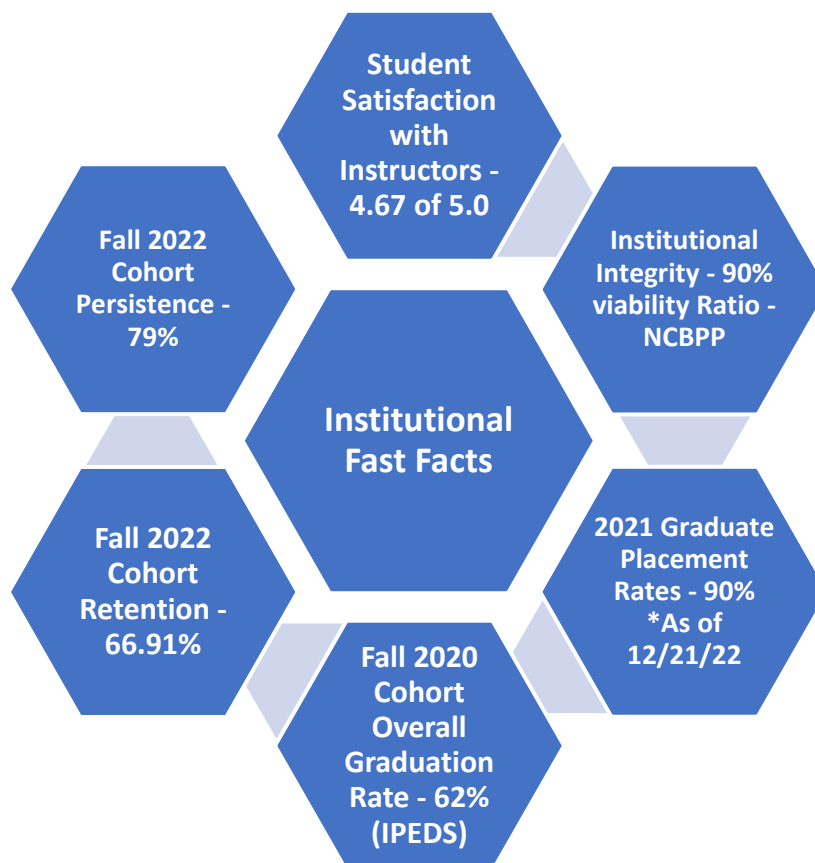 Student
Satisfaction
with
Instructors -
4.67 of 5.0
Institutional
Integrity - 90%
viability Ratio -
NCBPP
2021 Graduate
Placement
Rates - 90%
*As of
12/21/22
Fall 2020
Cohort
Overall
Graduation
Rate - 62%
(IPEDS)
Fall 2022
Cohort
Retention -
66.91%
Fall 2022
Cohort
Persistence -
79%
Institutional
Fast Facts